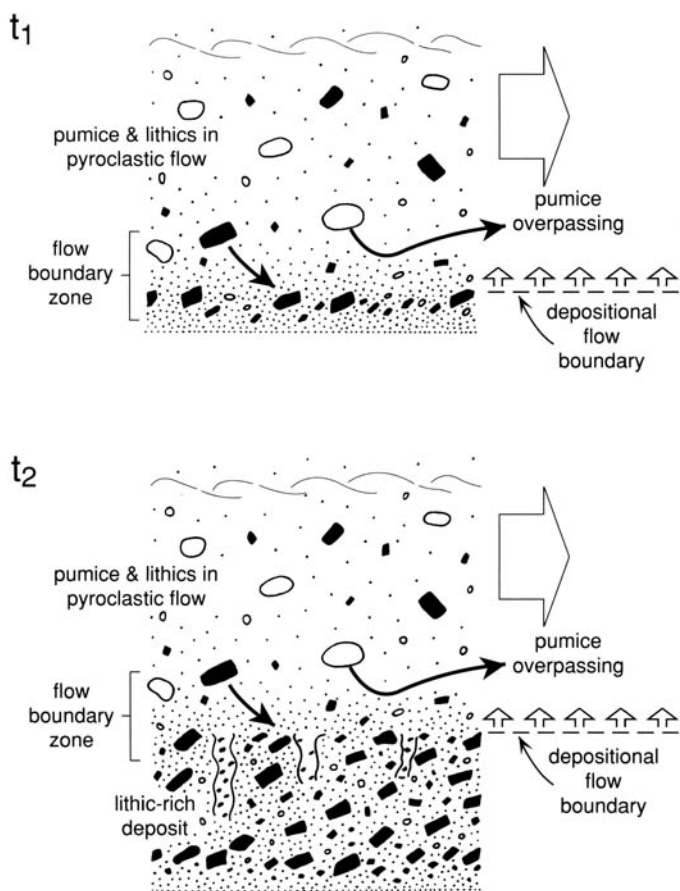 t1
pumice & lithics in
pyroclastic flow
pumice
overpassing
flow
boundary
zone
depositional
flow
boundary
t2
pumice & lithics in
pyroclastic flow
pumice
overpassing
flow
boundary
zone
depositional
flow
boundary
lithic-rich
deposit